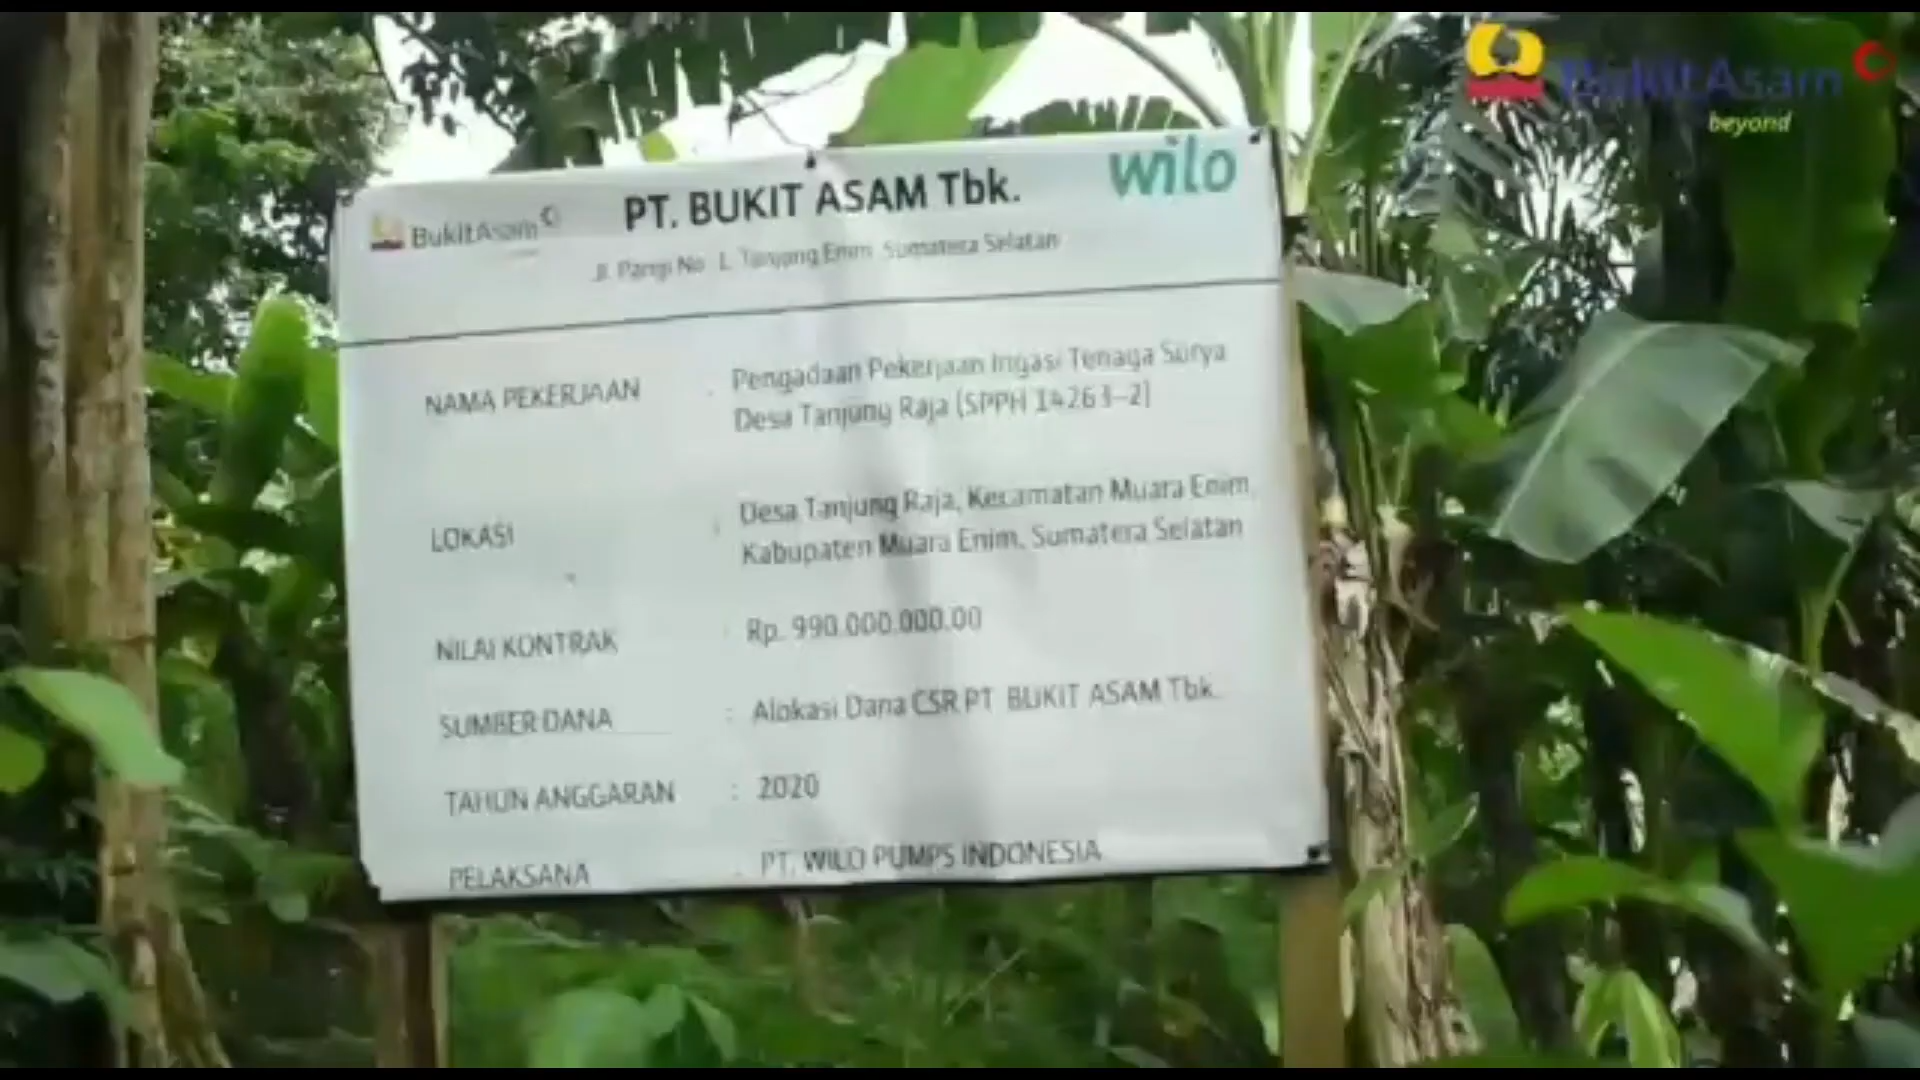 BukitAsam
beyond
BukitAsam
PT. BUKIT ASAM Tbk.
wilo
Jl. Parigi No. 1. Tanjung Enim Sumatera Selatan
NAMA PEKERJAAN : Pengadaan Pekerjaan Irigasi Tenaga Surya
Desa Tanjung Raja (SPPH 14263-2)
LOKASI : Desa Tanjung Raja, Kecamatan Muara Enim,
Kabupaten Muara Enim, Sumatera Selatan
NILAI KONTRAK : Rp. 990.000.000.00
SUMBER DANA : Alokasi Dana CSR PT BUKIT ASAM Tbk.
TAHUN ANGGARAN : 2020
PELAKSANA : PT. WILO PUMPS INDONESIA